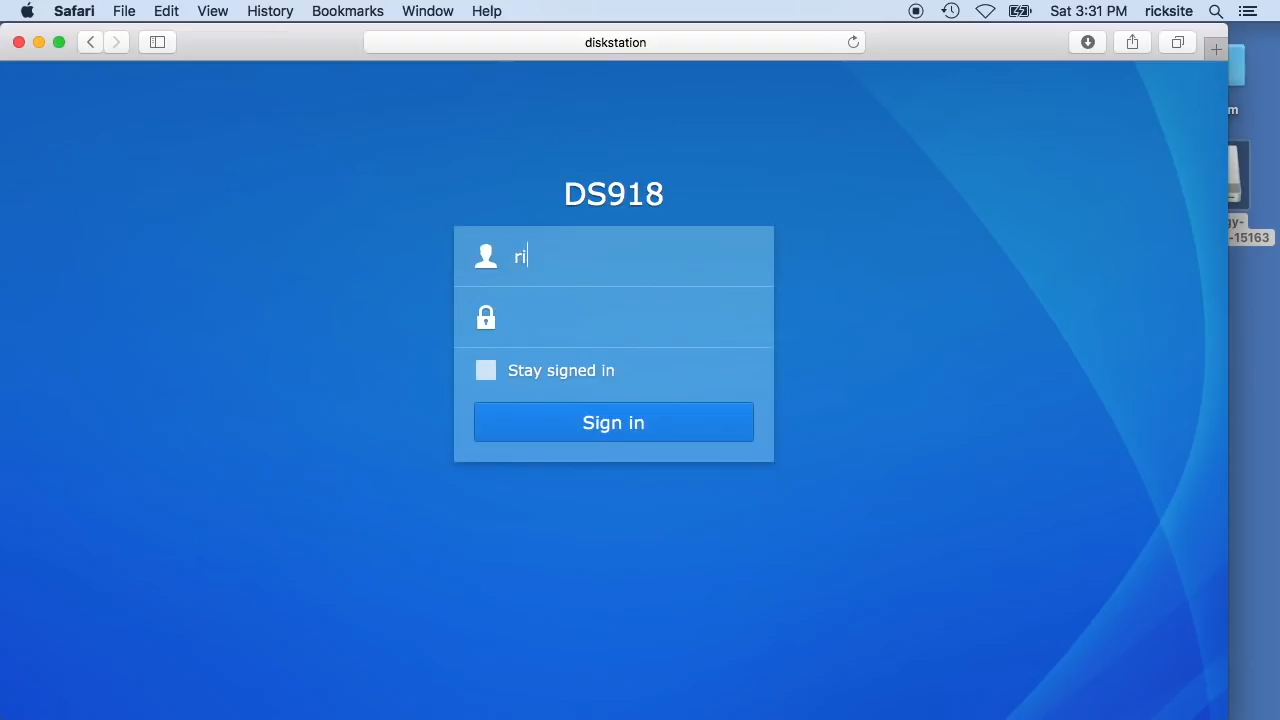 Safari File Edit View History Bookmarks Window Help Sat 3:31 PM ricksite
diskstation
m
DS918
gy-
-15163
ri
Stay signed in
Sign in